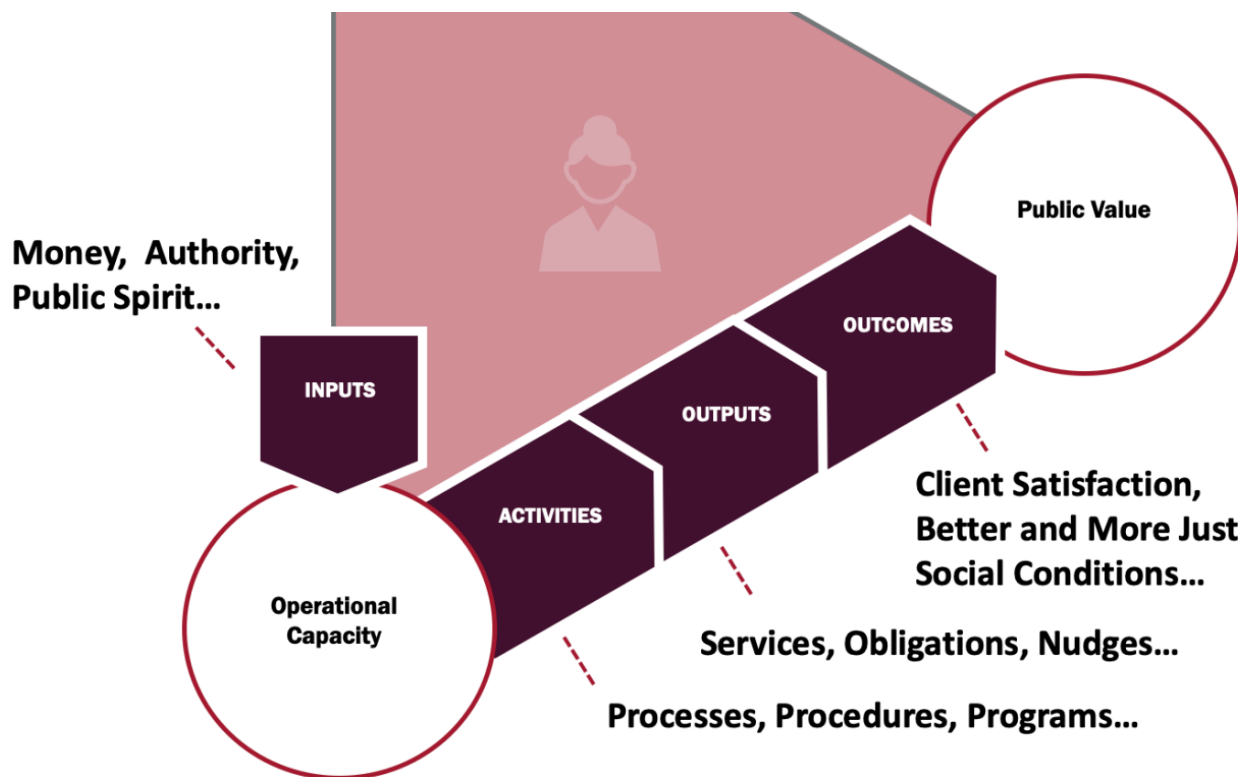 Public Value
Money, Authority,
Public Spirit...
OUTCOMES
INPUTS
OUTPUTS
Client Satisfaction,
Better and More Just
Social Conditions...
ACTIVITIES
Operational
Capacity
Services, Obligations, Nudges...
Processes, Procedures, Programs...